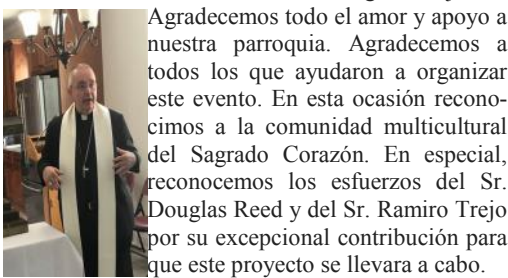 Agradecemos todo el amor y apoyo a
nuestra parroquia. Agradecemos a
todos los que ayudaron a organizar
este evento. En esta ocasión recono-
cimos a la comunidad multicultural
del Sagrado Corazón. En especial,
reconocemos los esfuerzos del Sr.
Douglas Reed y del Sr. Ramiro Trejo
por su excepcional contribución para
que este proyecto se llevara a cabo.